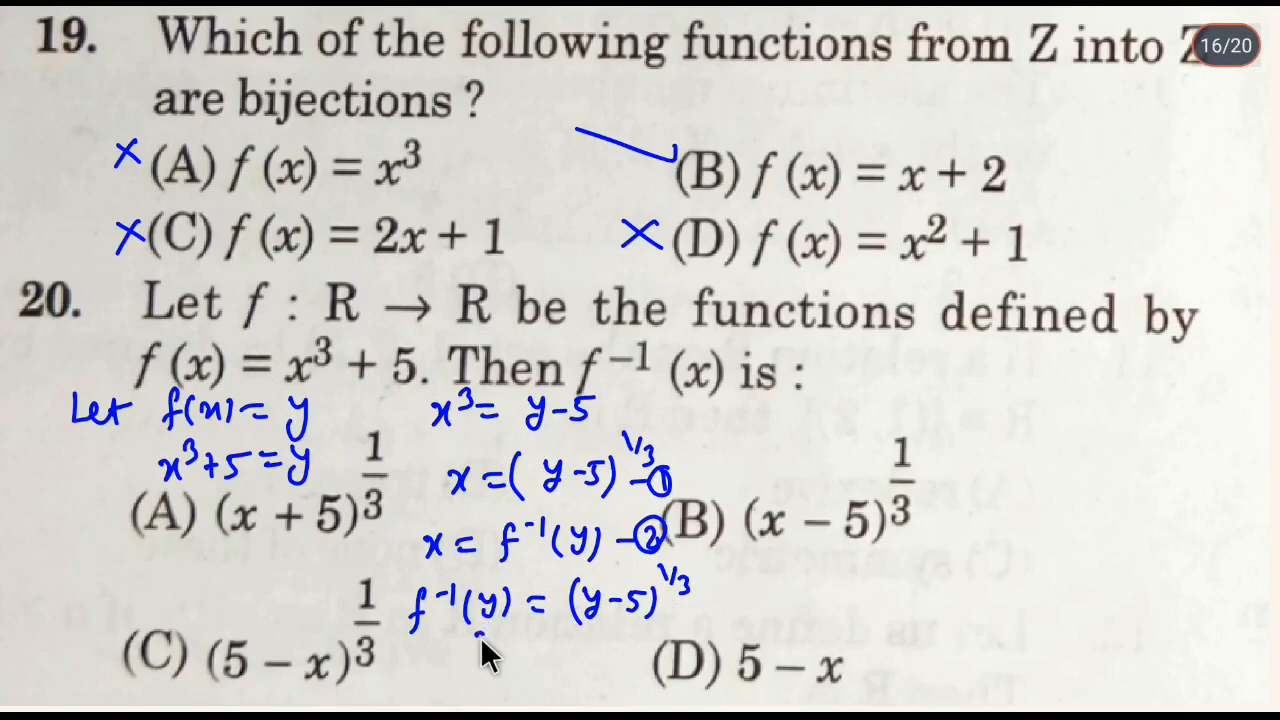 19. Which of the following functions from Z into Z
16/20
are bijections ?
× (A) f (x) = x³ (B) f (x) = x + 2
× (C) f (x) = 2x + 1 × (D) f (x) = x² + 1
20. Let f : R → R be the functions defined by
f (x) = x³ + 5. Then f⁻¹ (x) is :
Let f(x) = y x³ = y-5
x³+5 = y x = (y-5)^1/3 -①
(A) (x + 5)^1/3 (B) (x - 5)^1/3
x = f⁻¹(y) -②
f⁻¹(y) = (y-5)^1/3
(C) (5 - x)^1/3 (D) 5 - x